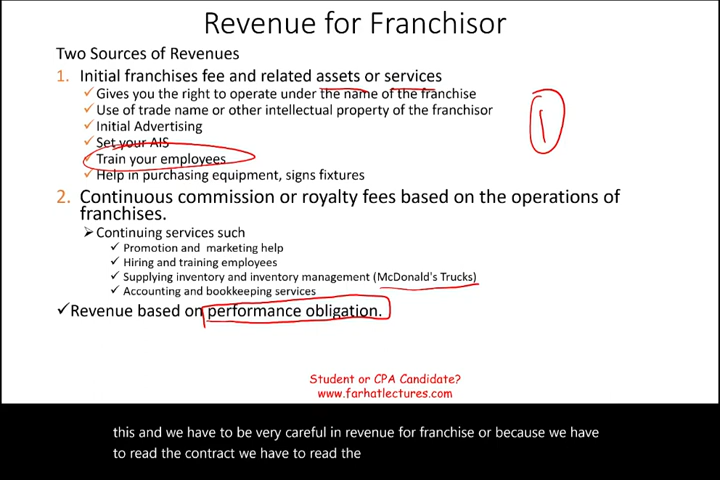 Revenue for Franchisor
Two Sources of Revenues
1. Initial franchises fee and related assets or services
✓Gives you the right to operate under the name of the franchise
✓Use of trade name or other intellectual property of the franchisor
✓Initial Advertising
✓Set your AIS
✓Train your employees
✓Help in purchasing equipment, signs fixtures
1
2. Continuous commission or royalty fees based on the operations of
franchises.
➢Continuing services such
✓ Promotion and marketing help
✓ Hiring and training employees
✓ Supplying inventory and inventory management (McDonald's Trucks)
✓ Accounting and bookkeeping services
✓Revenue based on performance obligation.
Student or CPA Candidate?
www.farhatlectures.com
this and we have to be very careful in revenue for franchise or because we have
to read the contract we have to read the